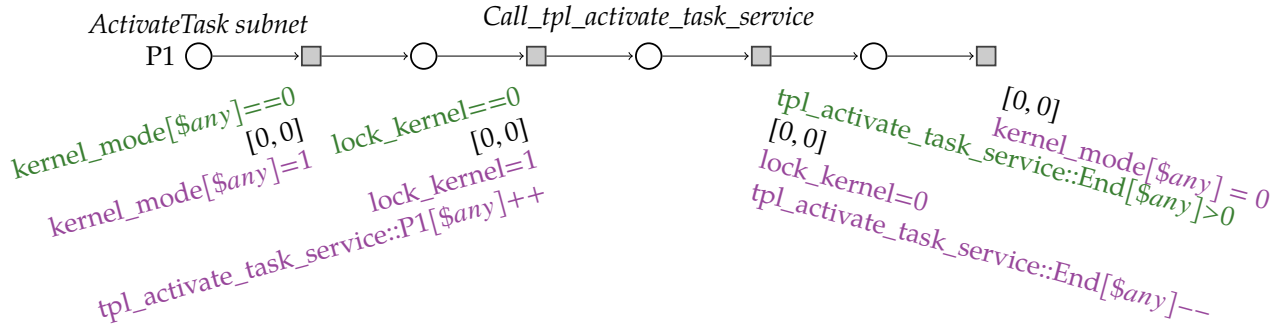 ActivateTask subnet
Call_tpl_activate_task_service
P1
kernel_mode[$any]==0
[0,0]
kernel_mode[$any]=1
lock_kernel==0
[0,0]
lock_kernel=1
tpl_activate_task_service::P1[$any]++
tpl_activate_task_service::End[$any]>0
[0,0]
lock_kernel=0
tpl_activate_task_service::End[$any]--
[0,0]
kernel_mode[$any] = 0